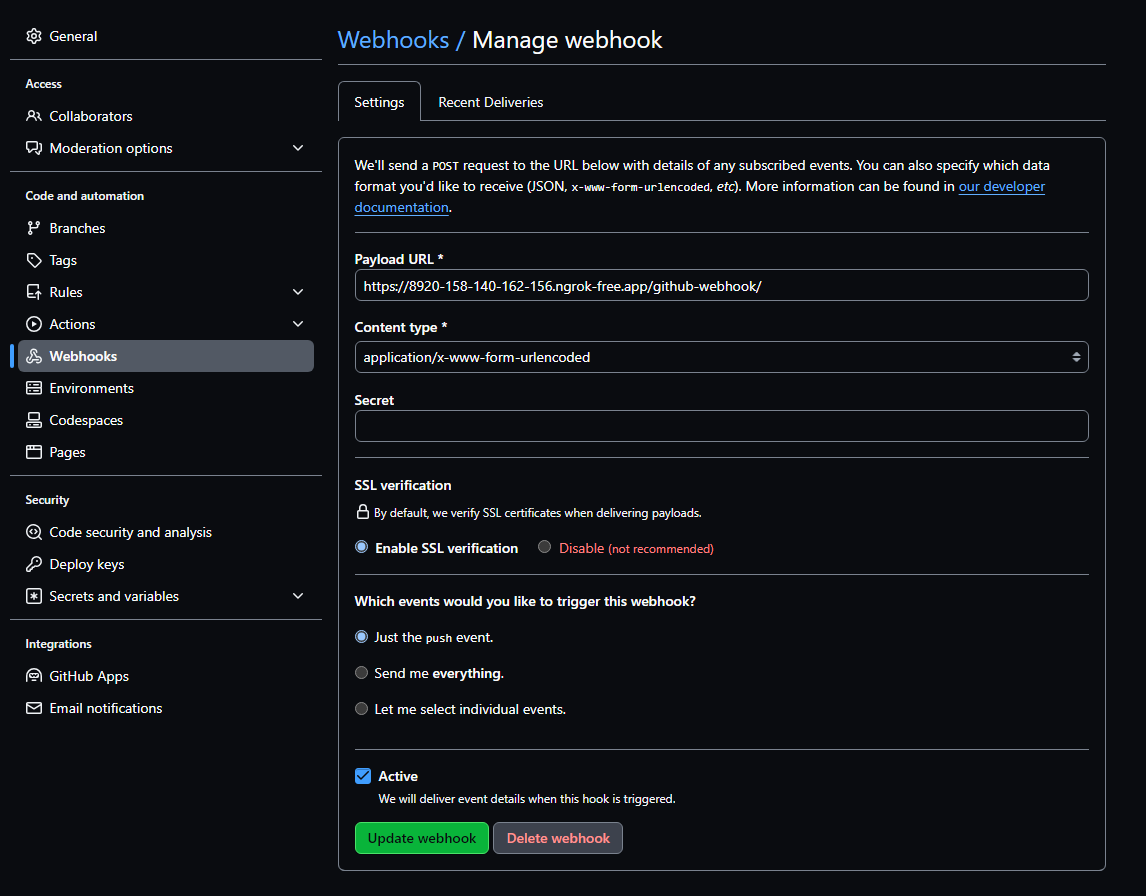 General
Access
Collaborators
Moderation options
Code and automation
Branches
Tags
Rules
Actions
Webhooks
Environments
Codespaces
Pages
Security
Code security and analysis
Deploy keys
Secrets and variables
Integrations
GitHub Apps
Email notifications
Webhooks / Manage webhook
Settings
Recent Deliveries
We'll send a POST request to the URL below with details of any subscribed events. You can also specify which data
format you'd like to receive (JSON, x-www-form-urlencoded, etc). More information can be found in our developer
documentation.
Payload URL *
https://8920-158-140-162-156.ngrok-free.app/github-webhook/
Content type *
application/x-www-form-urlencoded
Secret
SSL verification
By default, we verify SSL certificates when delivering payloads.
Enable SSL verification
Disable (not recommended)
Which events would you like to trigger this webhook?
Just the push event.
Send me everything.
Let me select individual events.
Active
We will deliver event details when this hook is triggered.
Update webhook
Delete webhook